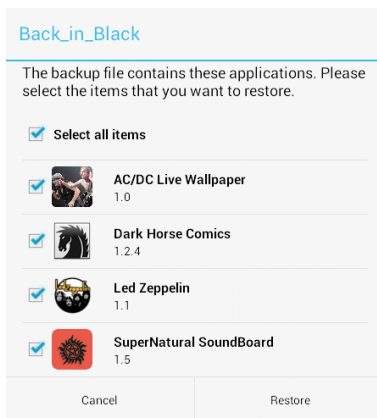 Back_in_Black
The backup file contains these applications. Please
select the items that you want to restore.
Select all items
AC/DC Live Wallpaper
1.0
Dark Horse Comics
1.2.4
Led Zeppelin
1.1
SuperNatural SoundBoard
1.5
Cancel
Restore